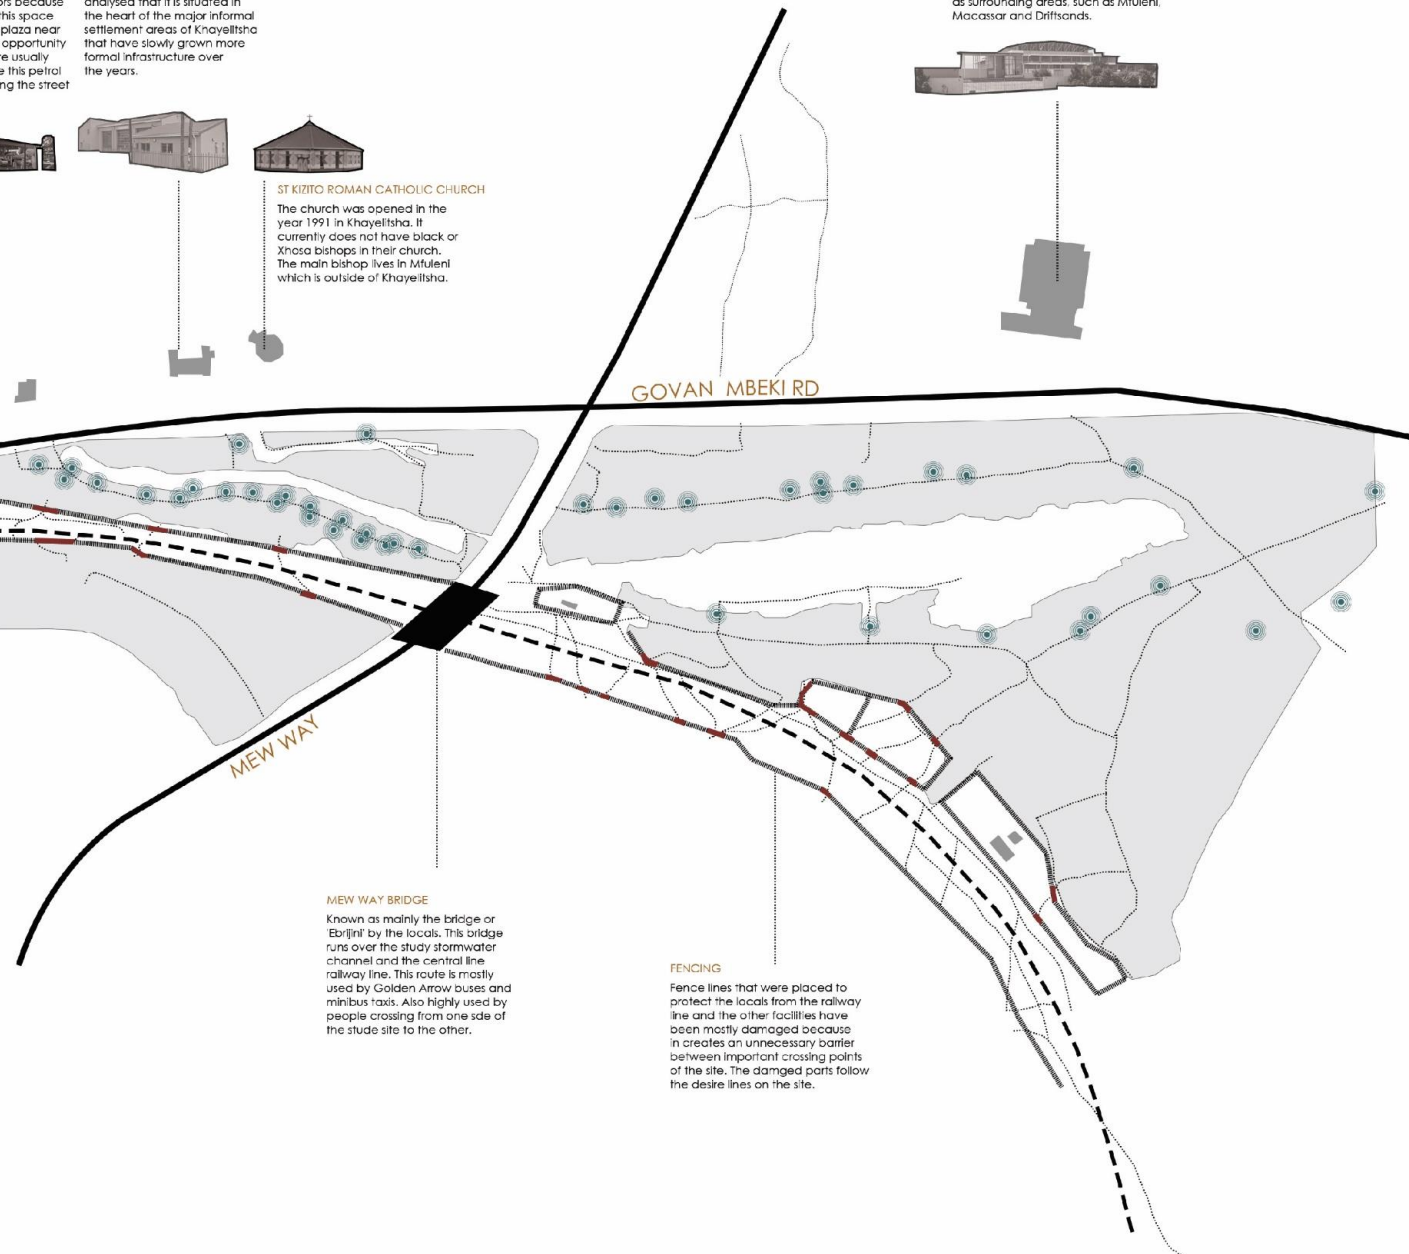 ors because
this space
plaza near
opportunity
re usually
e this petrol
ng the street
analysed that it is situated in
the heart of the major informal
settlement areas of Khayelitsha
that have slowly grown more
formal infrastructure over
the years.
as surrounding areas, such as Mfuleni,
Macassar and Driftsands.
ST KIZITO ROMAN CATHOLIC CHURCH
The church was opened in the
year 1991 in Khayelitsha. It
currently does not have black or
Xhosa bishops in their church.
The main bishop lives in Mfuleni
which is outside of Khayelitsha.
GOVAN MBEKI RD
MEW WAY
MEW WAY BRIDGE
Known as mainly the bridge or
'Ebrijini' by the locals. This bridge
runs over the study stormwater
channel and the central line
railway line. This route is mostly
used by Golden Arrow buses and
minibus taxis. Also highly used by
people crossing from one sde of
the stude site to the other.
FENCING
Fence lines that were placed to
protect the locals from the railway
line and the other facilities have
been mostly damaged because
in creates an unnecessary barrier
between important crossing points
of the site. The damged parts follow
the desire lines on the site.